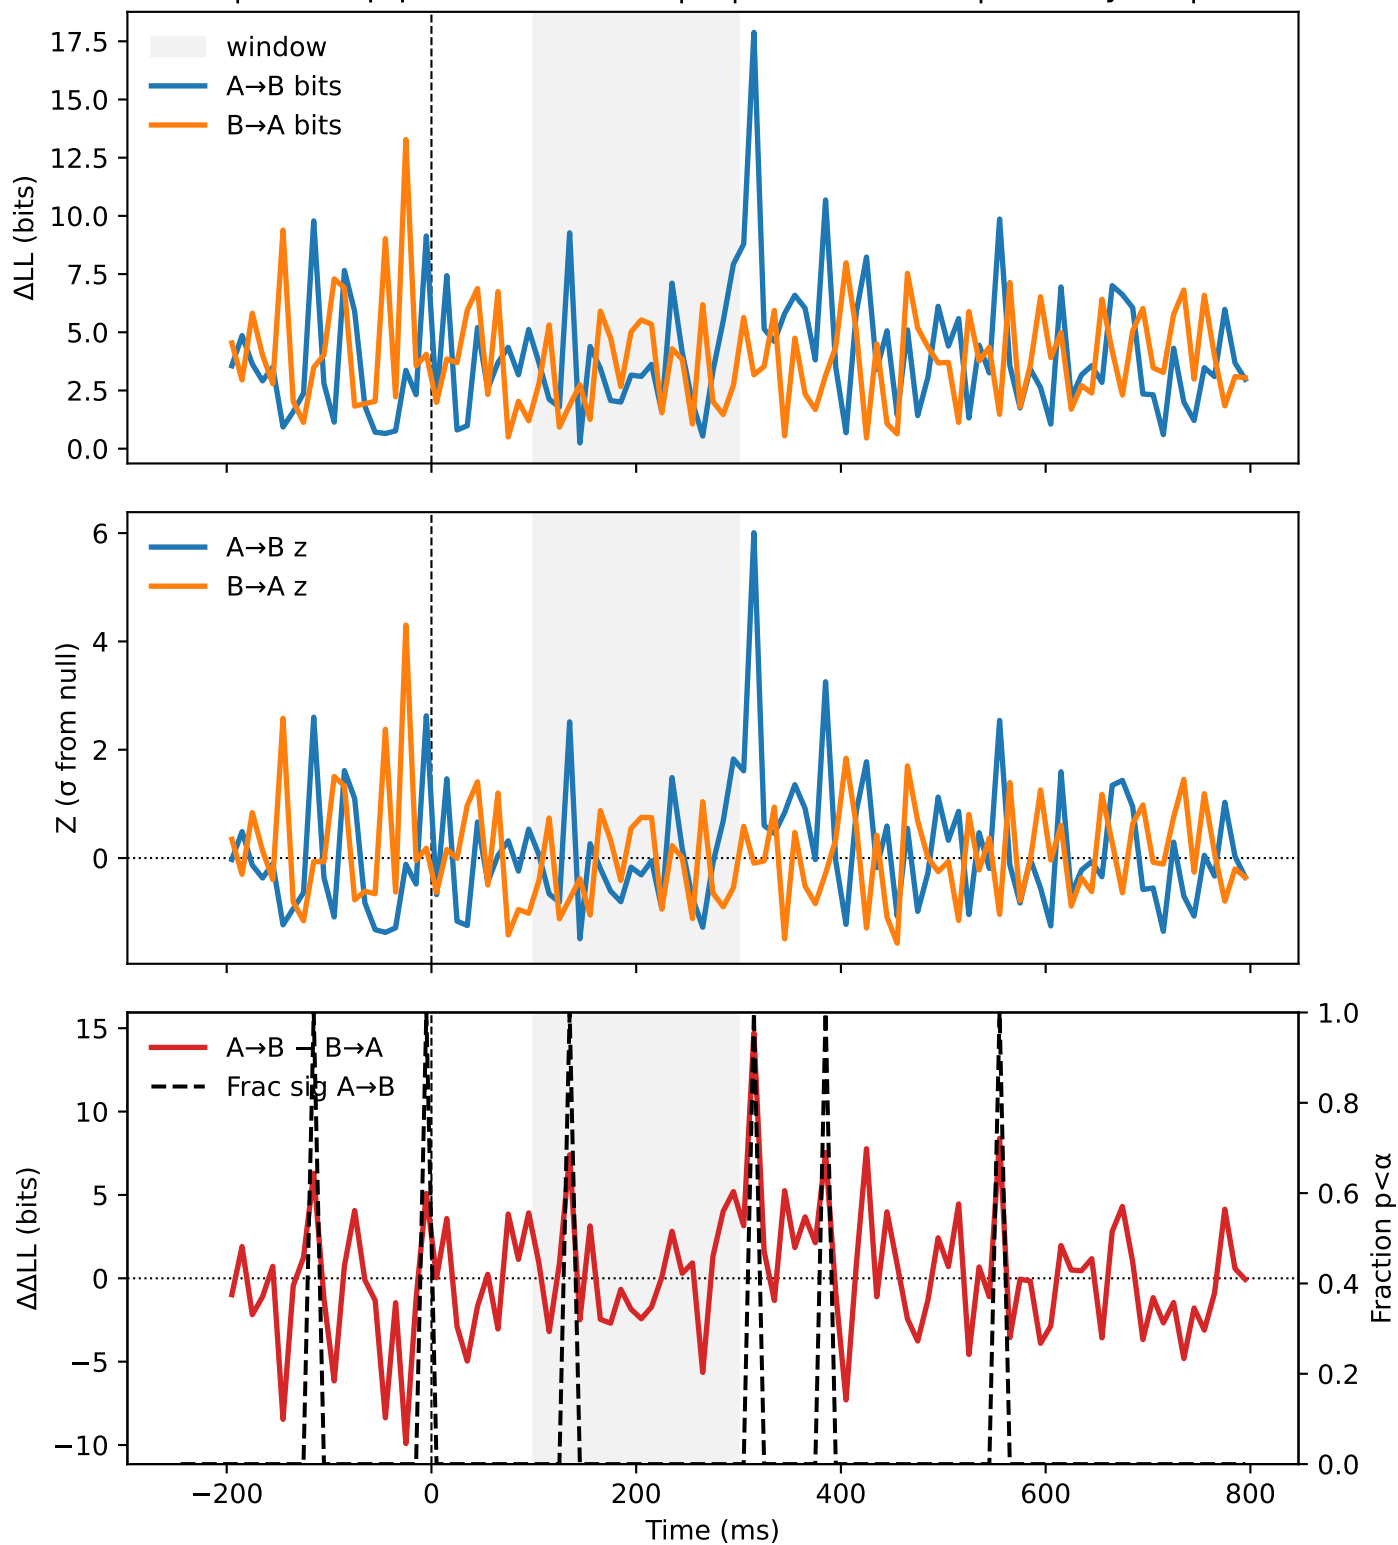 17.5
15.0
12.5
10.0
7.5
5.0
2.5
0.0
ΔLL (bits)
window
A→B bits
B→A bits
6
4
2
0
Z (σ from null)
A→B z
B→A z
15
10
5
0
−5
−10
ΔΔLL (bits)
A→B − B→A
Frac sig A→B
1.0
0.8
0.6
0.4
0.2
0.0
Fraction p<α
−200 0 200 400 600 800
Time (ms)